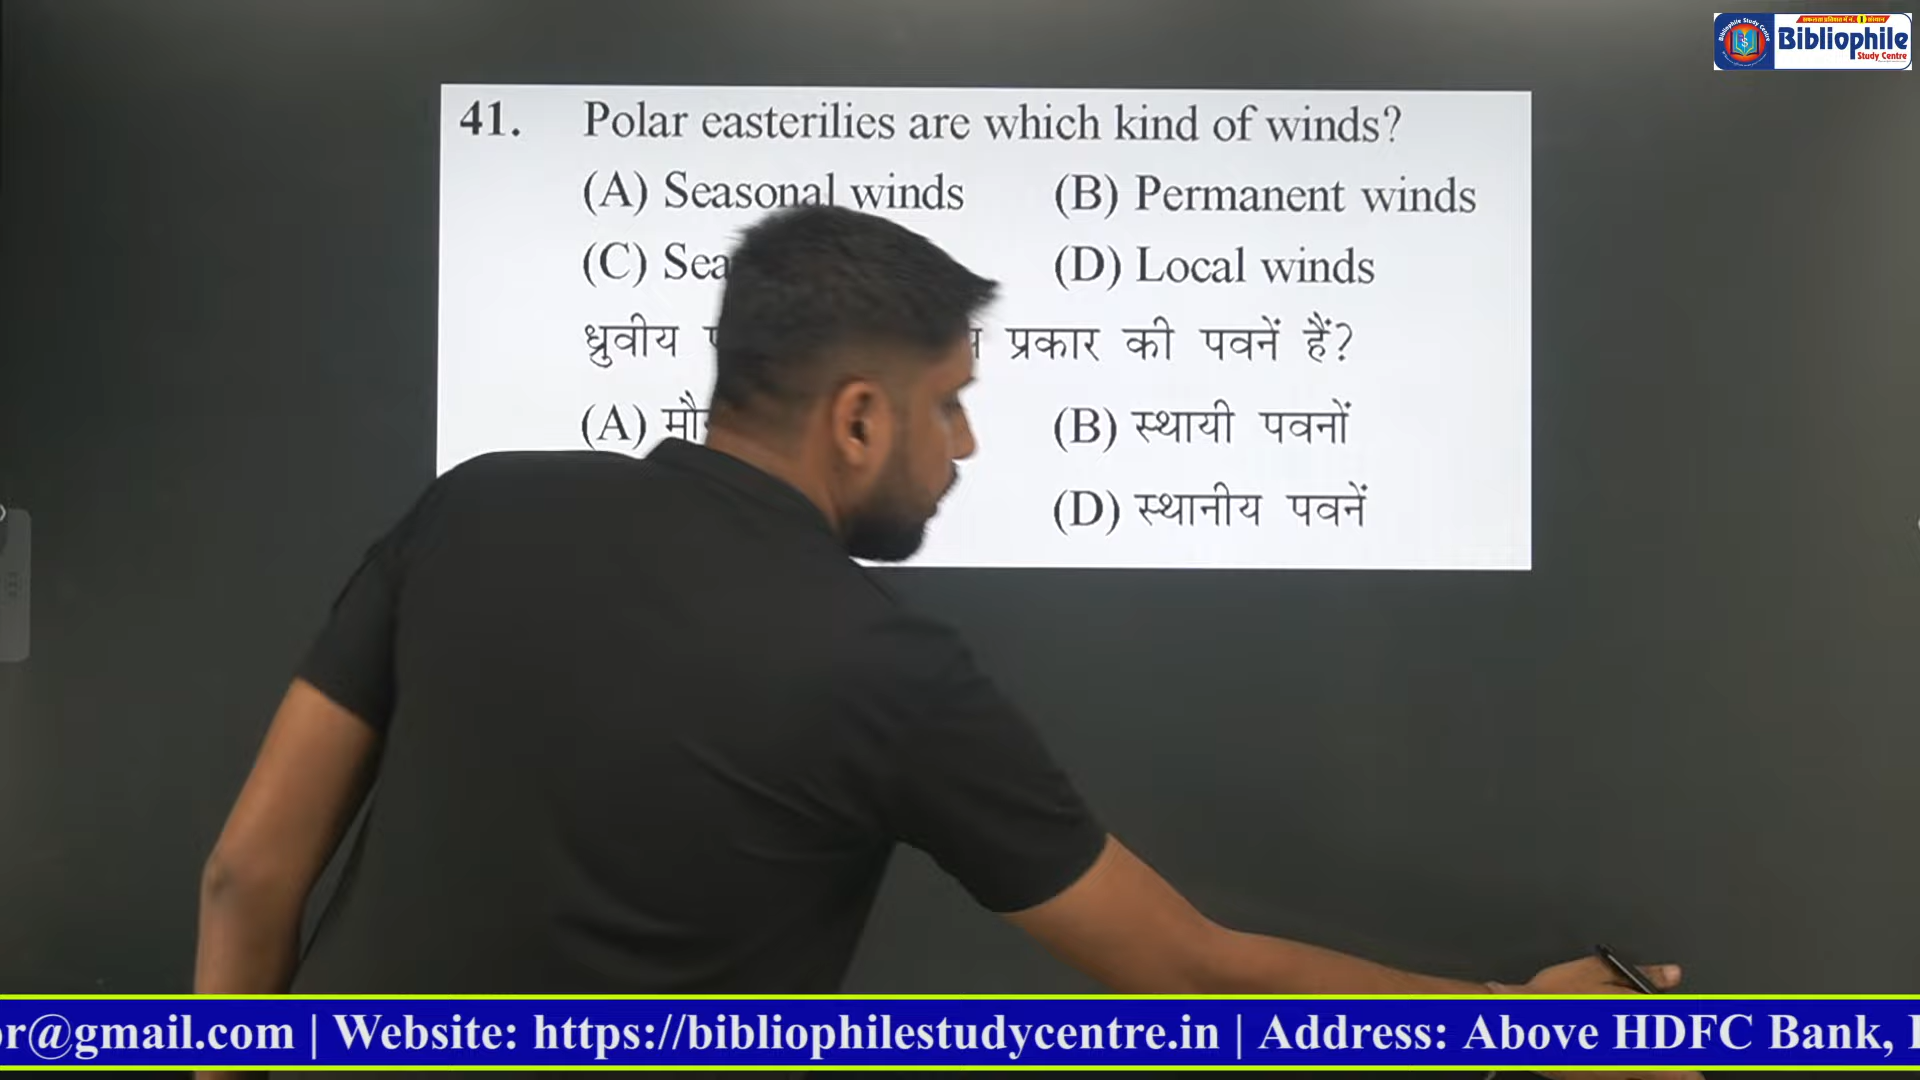 Bibliophile
Study Centre
41. Polar easterilies are which kind of winds?
(A) Seasonal winds (B) Permanent winds
(C) (D) Local winds
ध्रुवीय प्रकार की पवनें हैं?
(A) (B) स्थायी पवनों
(D) स्थानीय पवनें
or@gmail.com | Website: https://bibliophilestudycentre.in | Address: Above HDFC Bank,